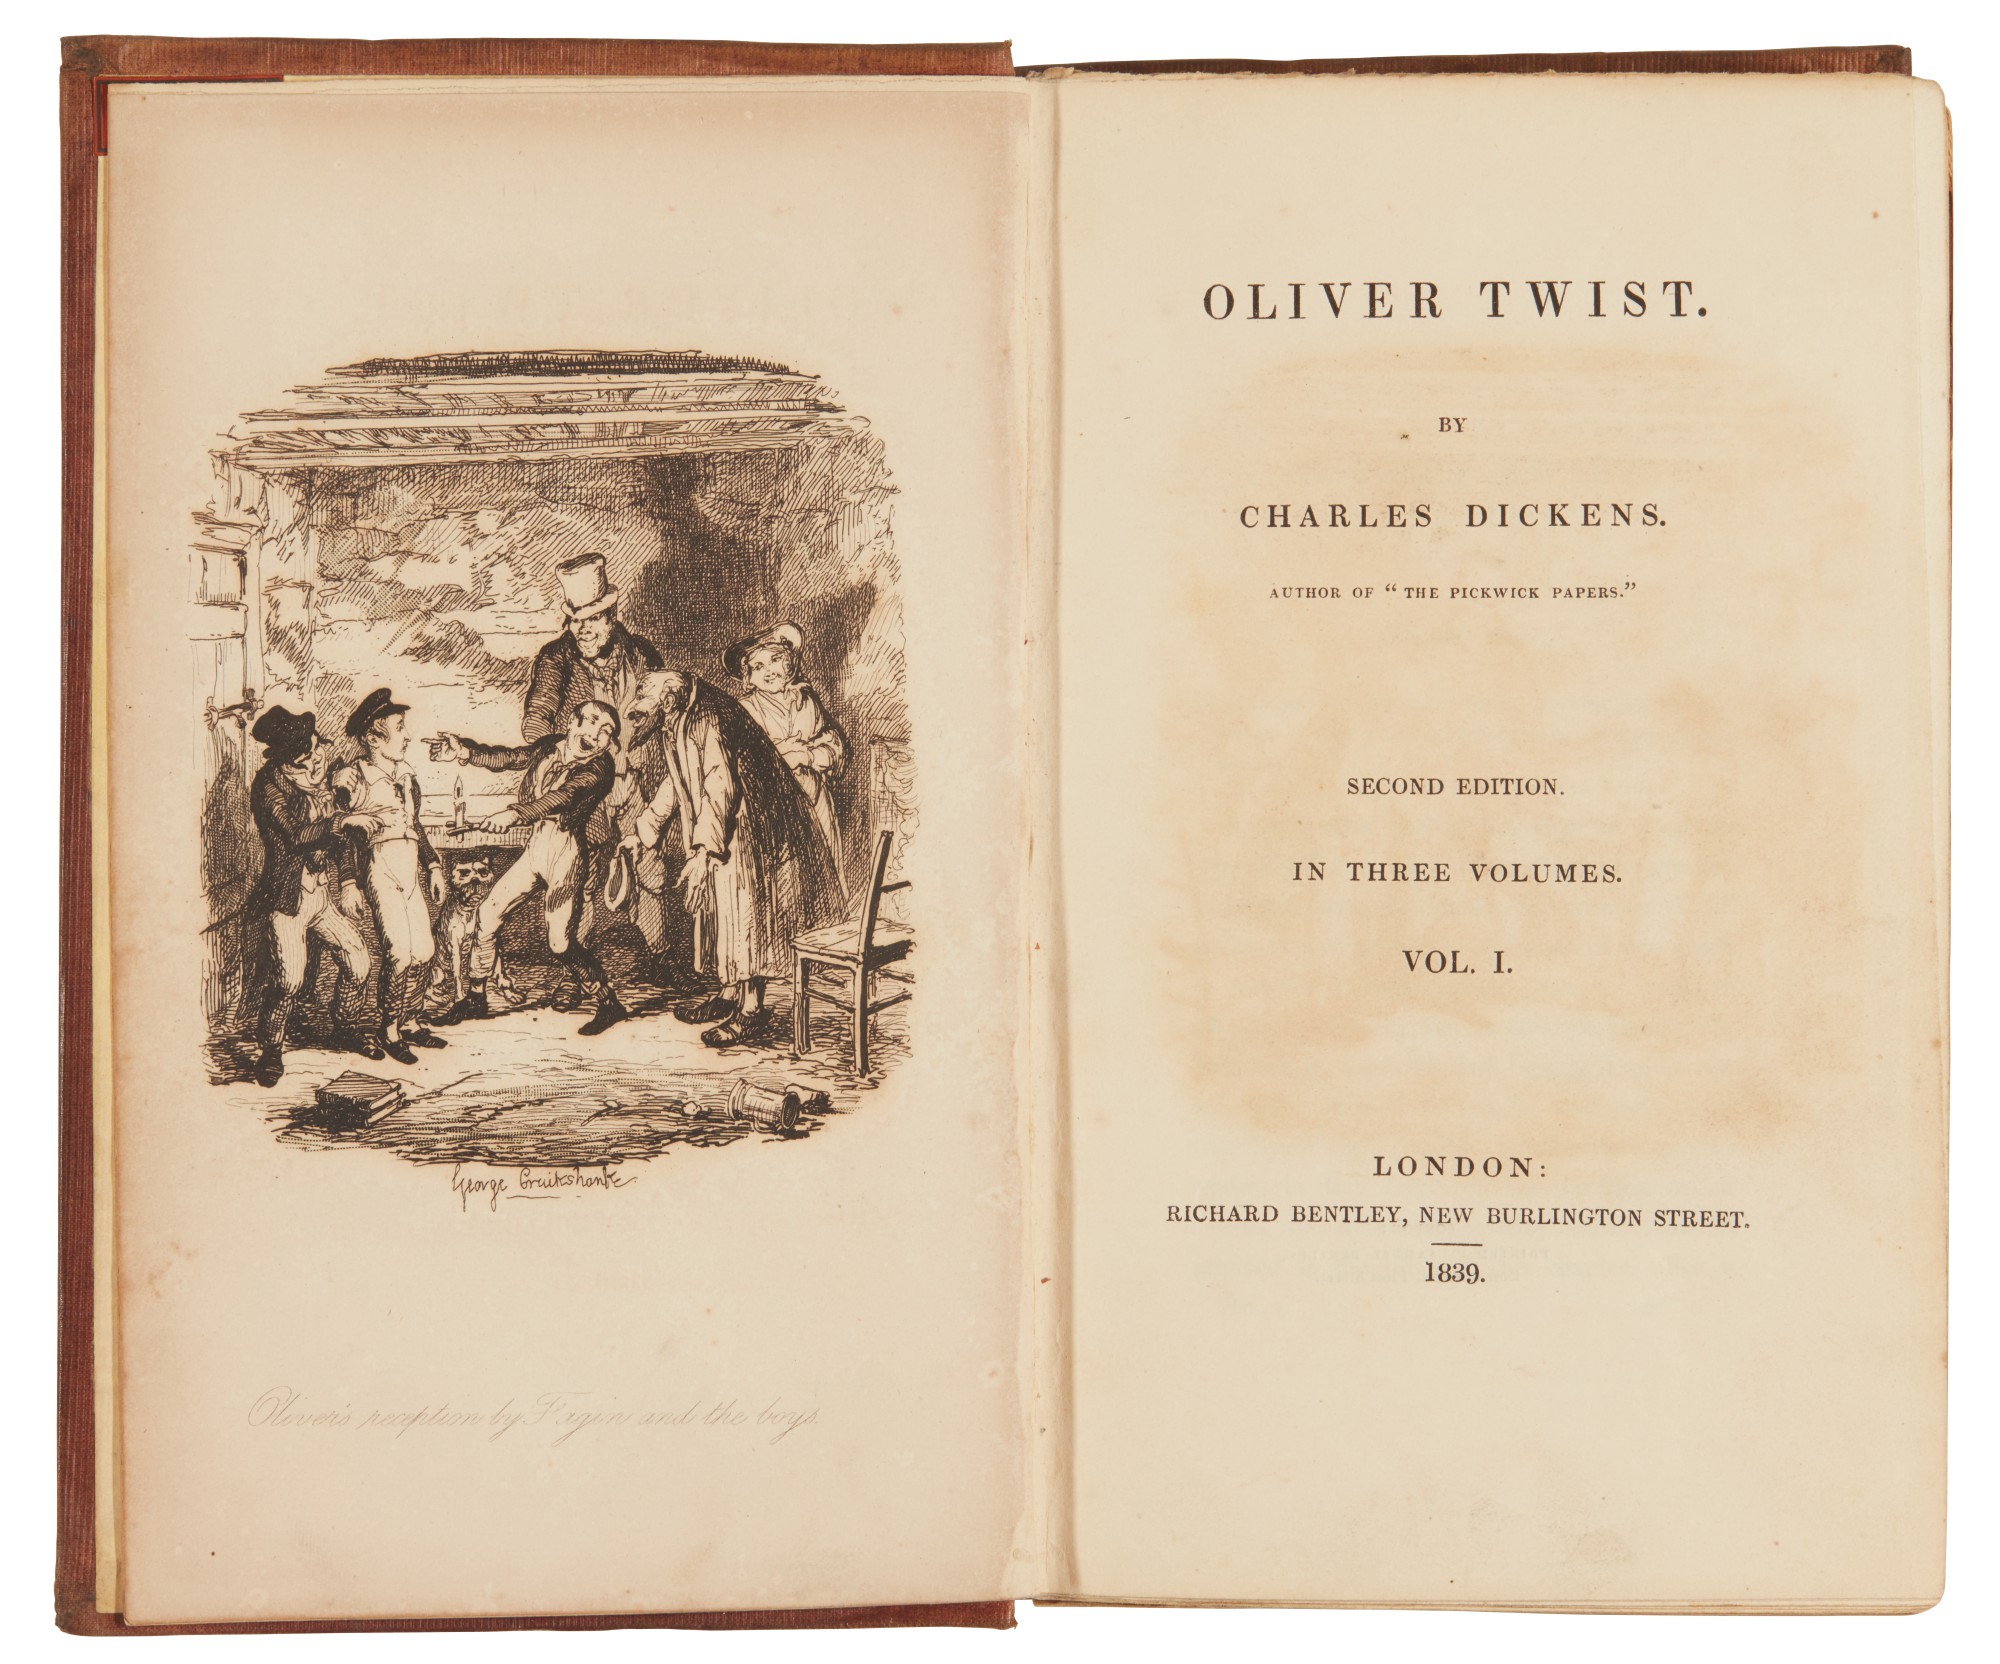 George Cruikshank
Oliver's reception by Fagin and the boys.
OLIVER TWIST.
BY
CHARLES DICKENS.
AUTHOR OF “THE PICKWICK PAPERS.”
SECOND EDITION.
IN THREE VOLUMES.
VOL. I.
LONDON:
RICHARD BENTLEY, NEW BURLINGTON STREET.
1839.